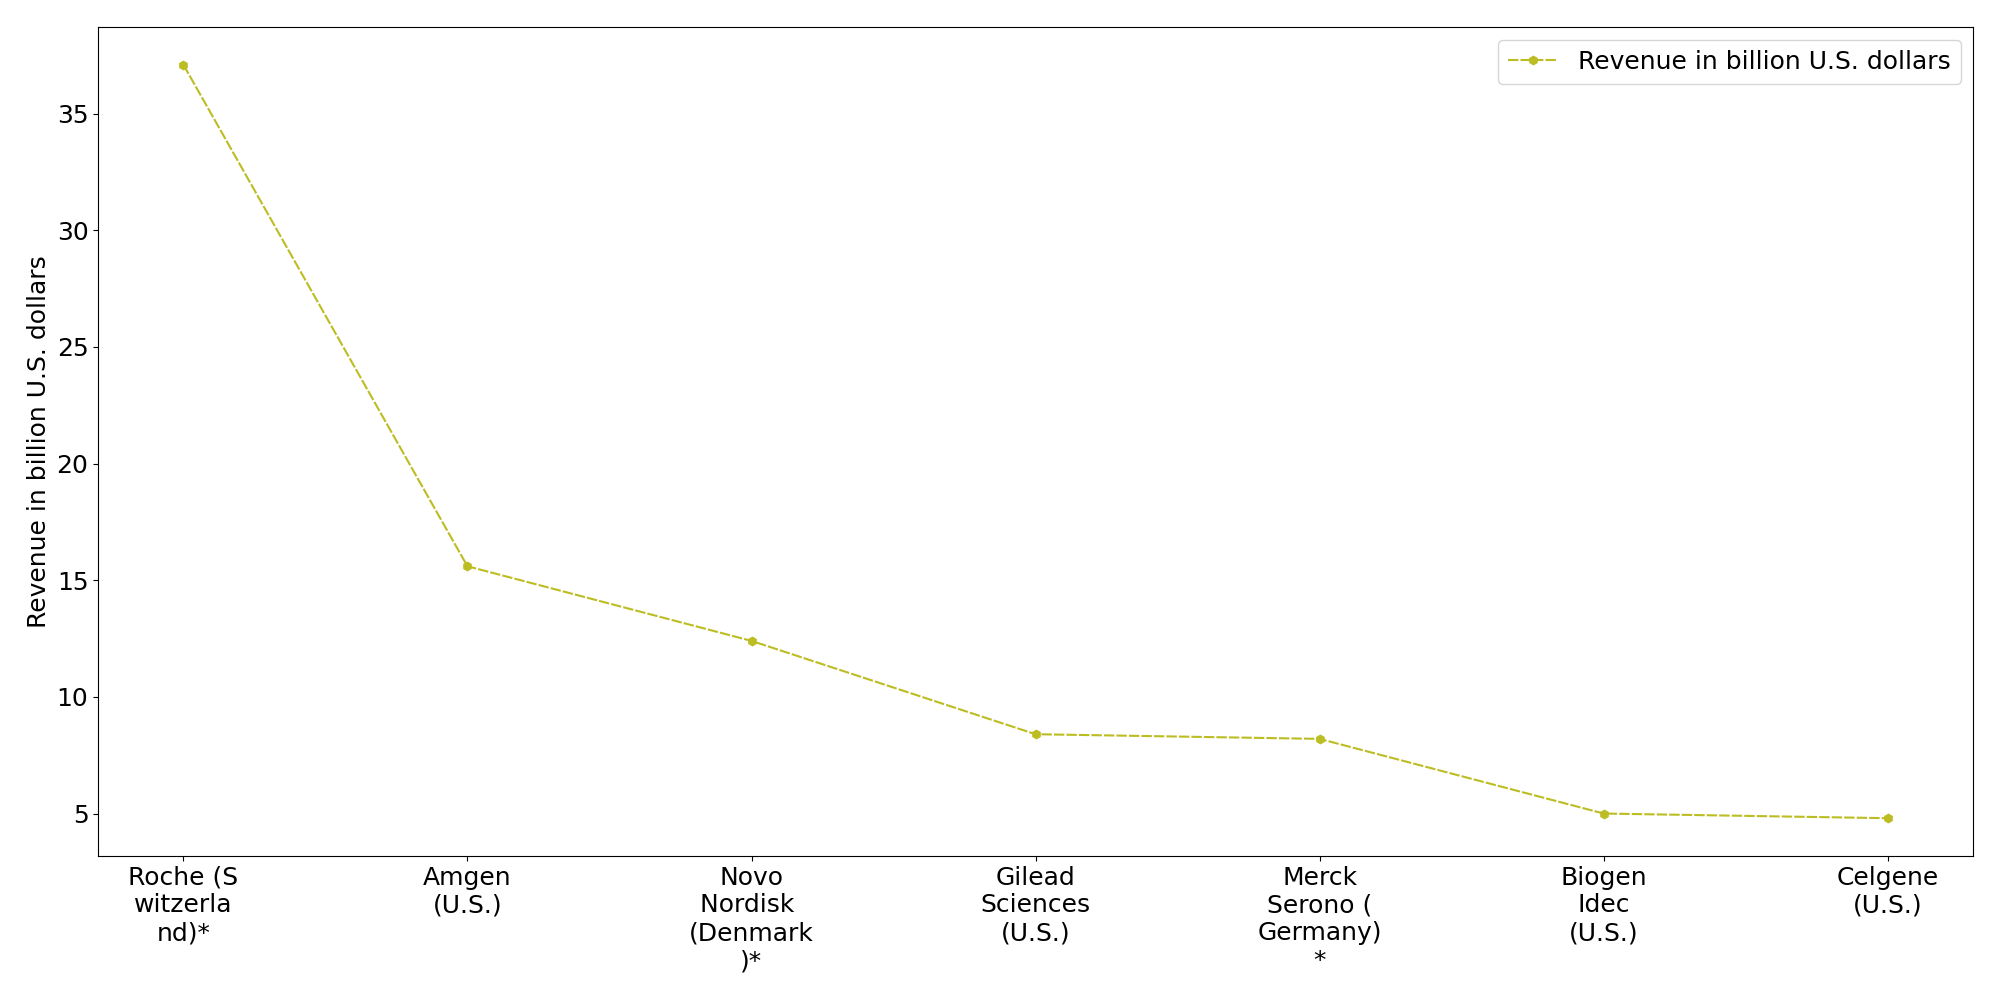 Revenue in billion U.S. dollars
Revenue in billion U.S. dollars
35
30
25
20
15
10
5
Roche (S
witzerla
nd)*
Amgen
(U.S.)
Novo
Nordisk
(Denmark
)*
Gilead
Sciences
(U.S.)
Merck
Serono (
Germany)
*
Biogen
Idec
(U.S.)
Celgene
(U.S.)